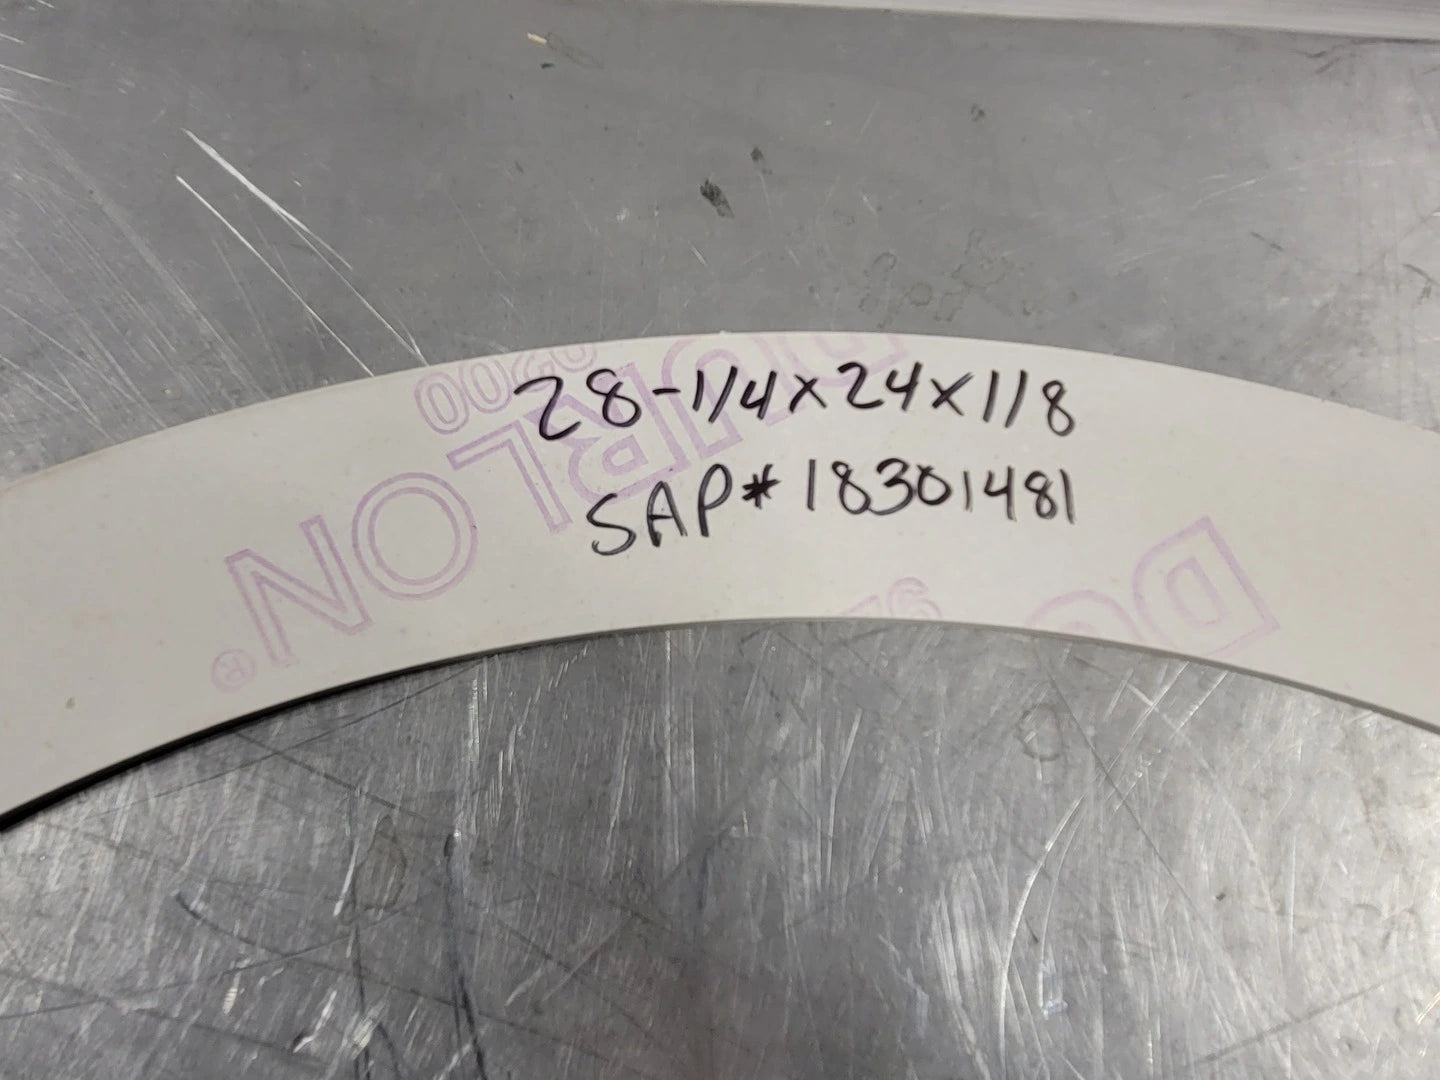 28-1/4x24x1/8
SAP# 18301481
DURLON
®